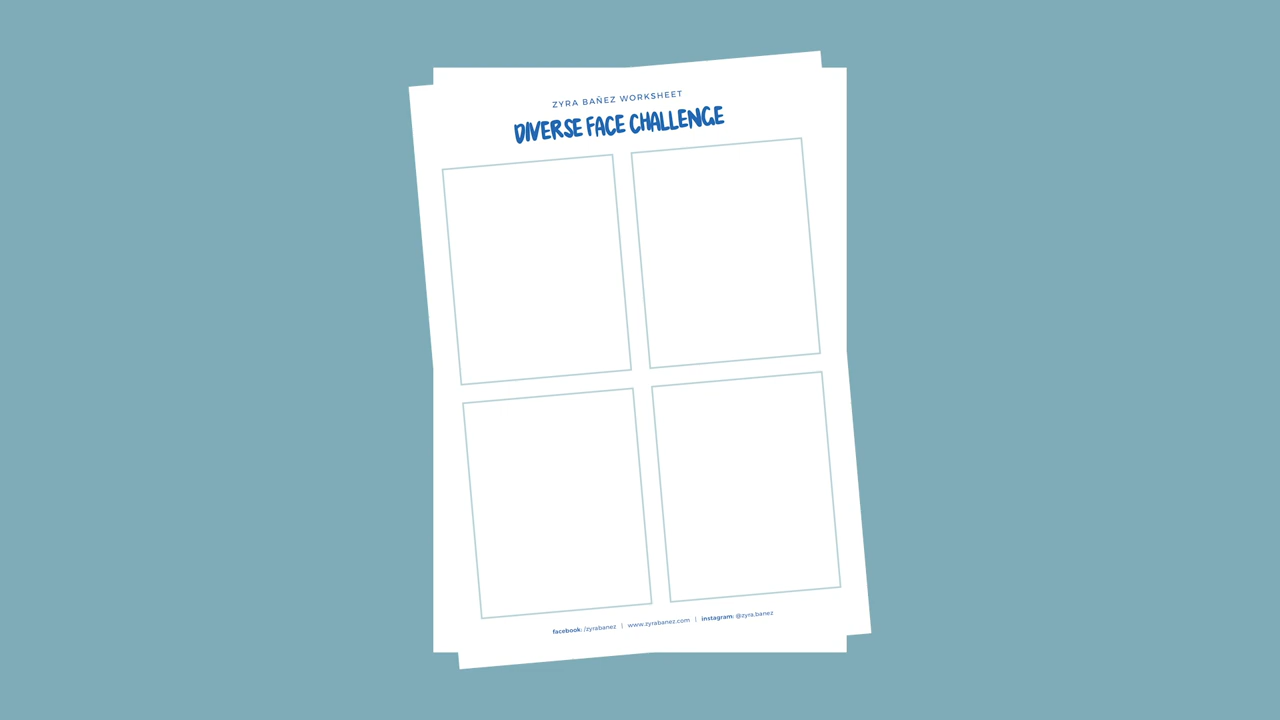 ZYRA BAÑEZ WORKSHEET
DIVERSE FACE CHALLENGE
facebook: /zyrabanez | www.zyrabanez.com | instagram: @zyra.banez